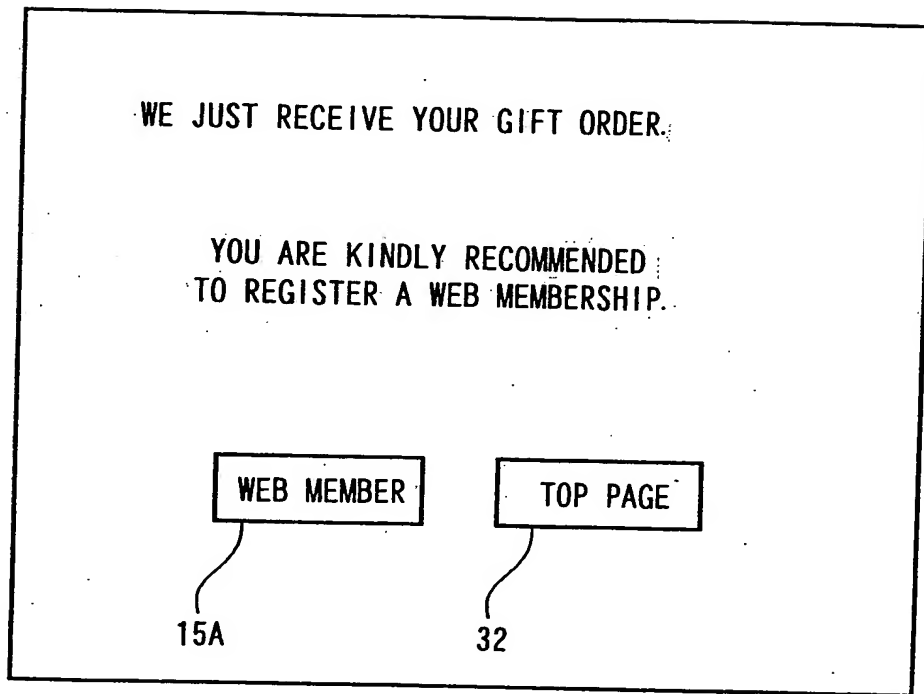 WE JUST RECEIVE YOUR GIFT ORDER.
YOU ARE KINDLY RECOMMENDED
TO REGISTER A WEB MEMBERSHIP.
WEB MEMBER
TOP PAGE
15A
32